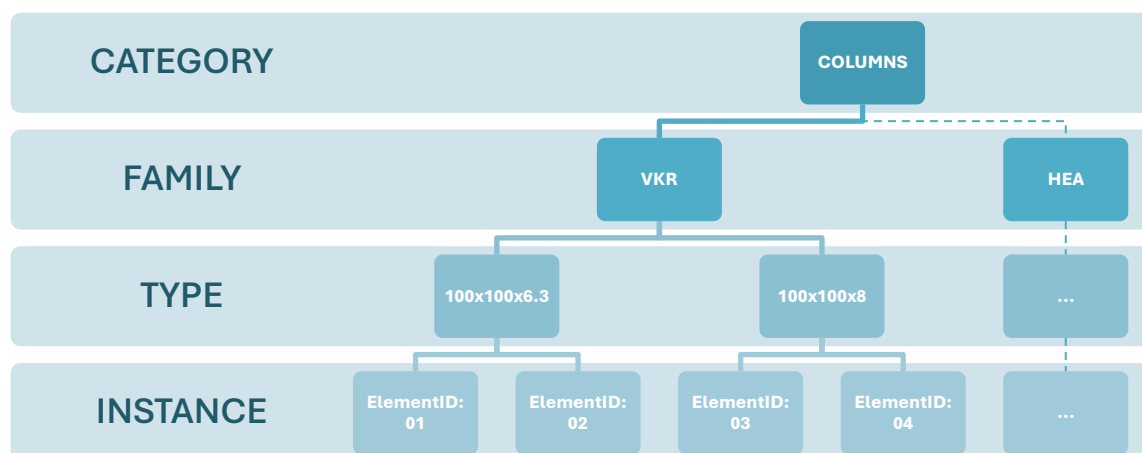 CATEGORY
COLUMNS
FAMILY
VKR
HEA
TYPE
100x100x6.3
100x100x8
...
INSTANCE
ElementID:
01
ElementID:
02
ElementID:
03
ElementID:
04
...